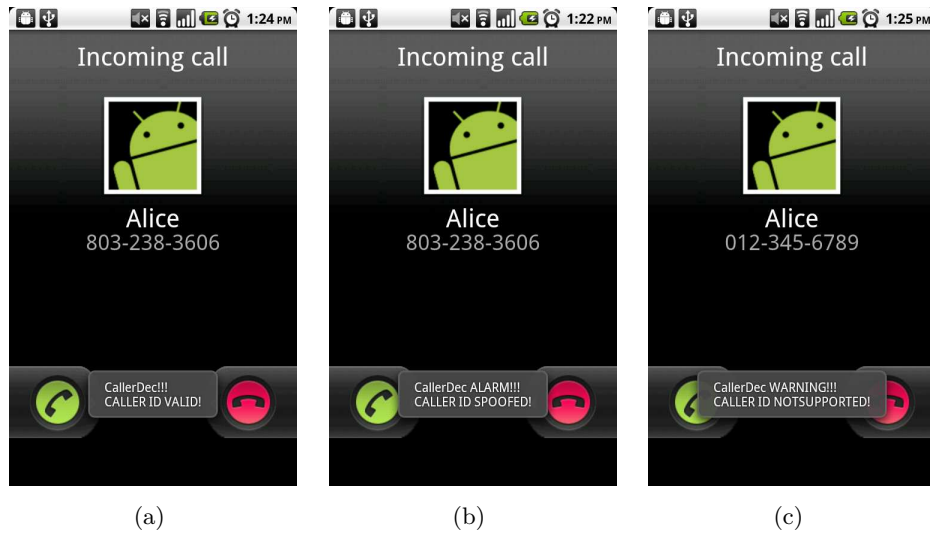 1:24 PM
Incoming call
Alice
803-238-3606
CallerDec!!!
CALLER ID VALID!
(a)
1:22 PM
Incoming call
Alice
803-238-3606
CallerDec ALARM!!!
CALLER ID SPOOFED!
(b)
1:25 PM
Incoming call
Alice
012-345-6789
CallerDec WARNING!!!
CALLER ID NOTSUPPORTED!
(c)